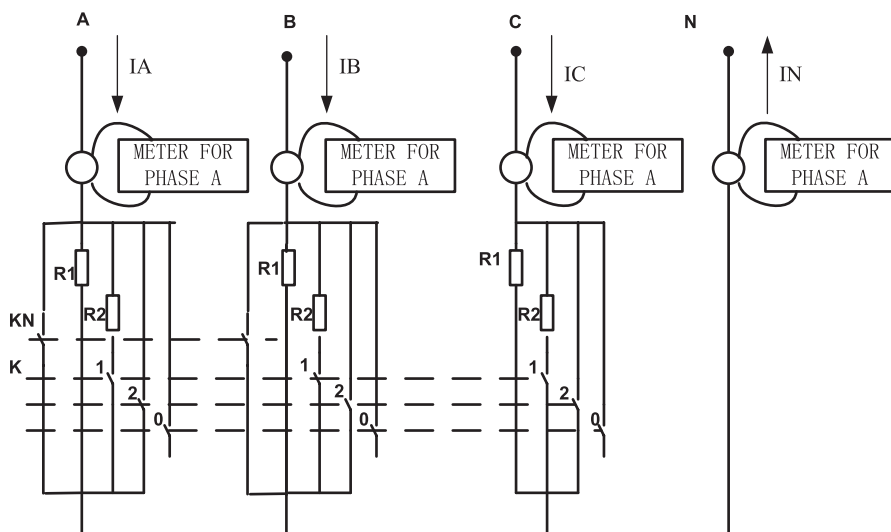 A
B
C
N
IA
IB
IC
IN
METER FOR
PHASE A
METER FOR
PHASE A
METER FOR
PHASE A
METER FOR
PHASE A
R1
R1
R1
R2
R2
R2
KN
K
1
1
1
2
2
2
0
0
0